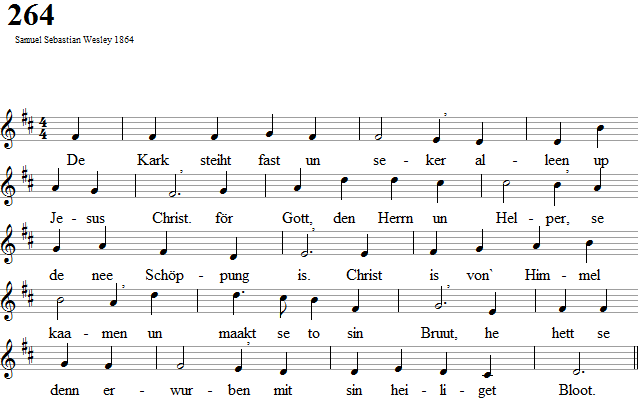 264
Samuel Sebastian Wesley 1864
De Kark steiht fast un se - ker al - leen up
Je - sus Christ. för Gott, den Herrn un Hel - per, se
de nee Schöp - pung is. Christ is von` Him - mel
kaa - men un maakt se to sin Bruut, he hett se
denn er - wur - ben mit sin hei - li - get Bloot.